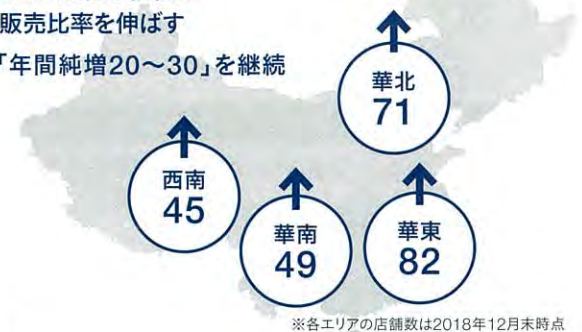 販売比率を伸ばす
「年間純増20〜30」を継続
華北
71
西南
45
華南
49
華東
82
※各エリアの店舗数は2018年12月末時点